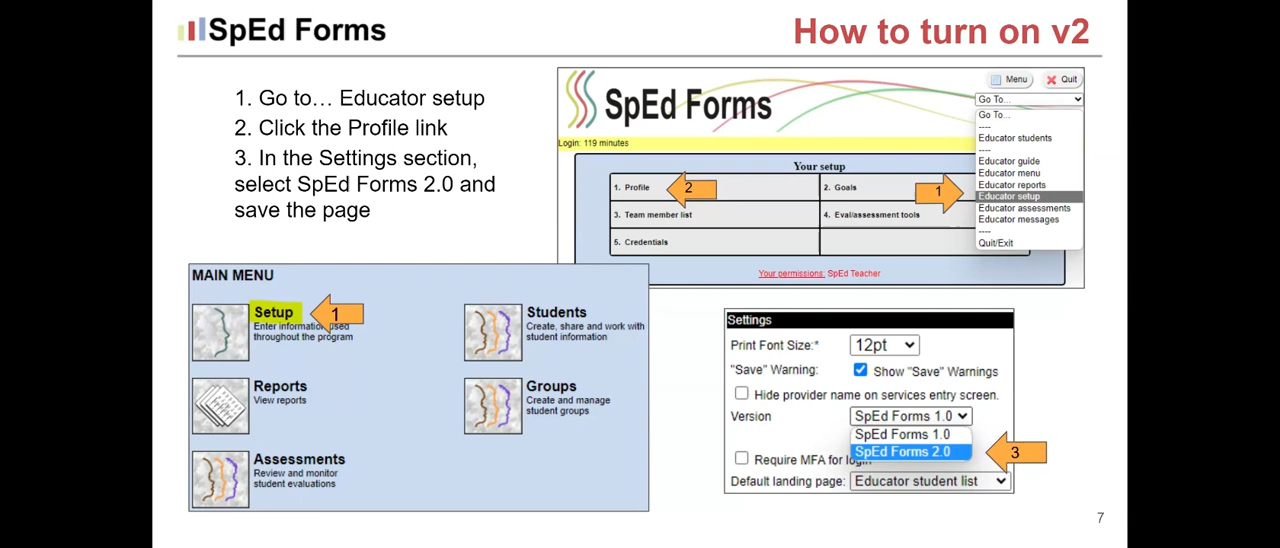 SpEd Forms
How to turn on v2
1. Go to… Educator setup
2. Click the Profile link
3. In the Settings section,
select SpEd Forms 2.0 and
save the page
Menu
Quit
SpEd Forms
Go To...
Go To...
----
Educator students
----
Educator guide
Educator menu
Educator reports
Educator setup
Educator assessments
Educator messages
----
Quit/Exit
Login: 119 minutes
Your setup
1. Profile
2
2. Goals
1
3. Team member list
4. Eval/assessment tools
5. Credentials
Your permissions: SpEd Teacher
MAIN MENU
Setup
1
Enter information used
throughout the program
Students
Create, share and work with
student information
Reports
View reports
Groups
Create and manage
student groups
Assessments
Review and monitor
student evaluations
Settings
Print Font Size:*
12pt
"Save" Warning:
Show "Save" Warnings
Hide provider name on services entry screen.
Version
SpEd Forms 1.0
SpEd Forms 1.0
SpEd Forms 2.0
3
Require MFA for login
Default landing page:
Educator student list
7